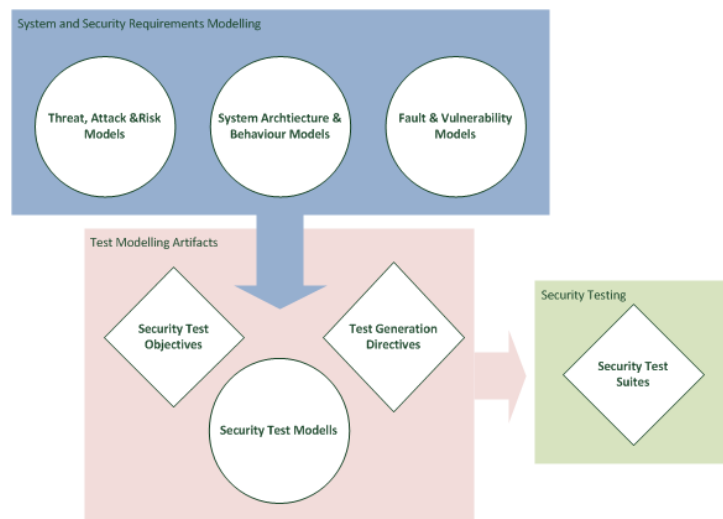 System and Security Requirements Modelling
Threat, Attack &Risk
Models
System Archtiecture &
Behaviour Models
Fault & Vulnerability
Models
Test Modelling Artifacts
Security Test
Objectives
Test Generation
Directives
Security Test Modells
Security Testing
Security Test
Suites